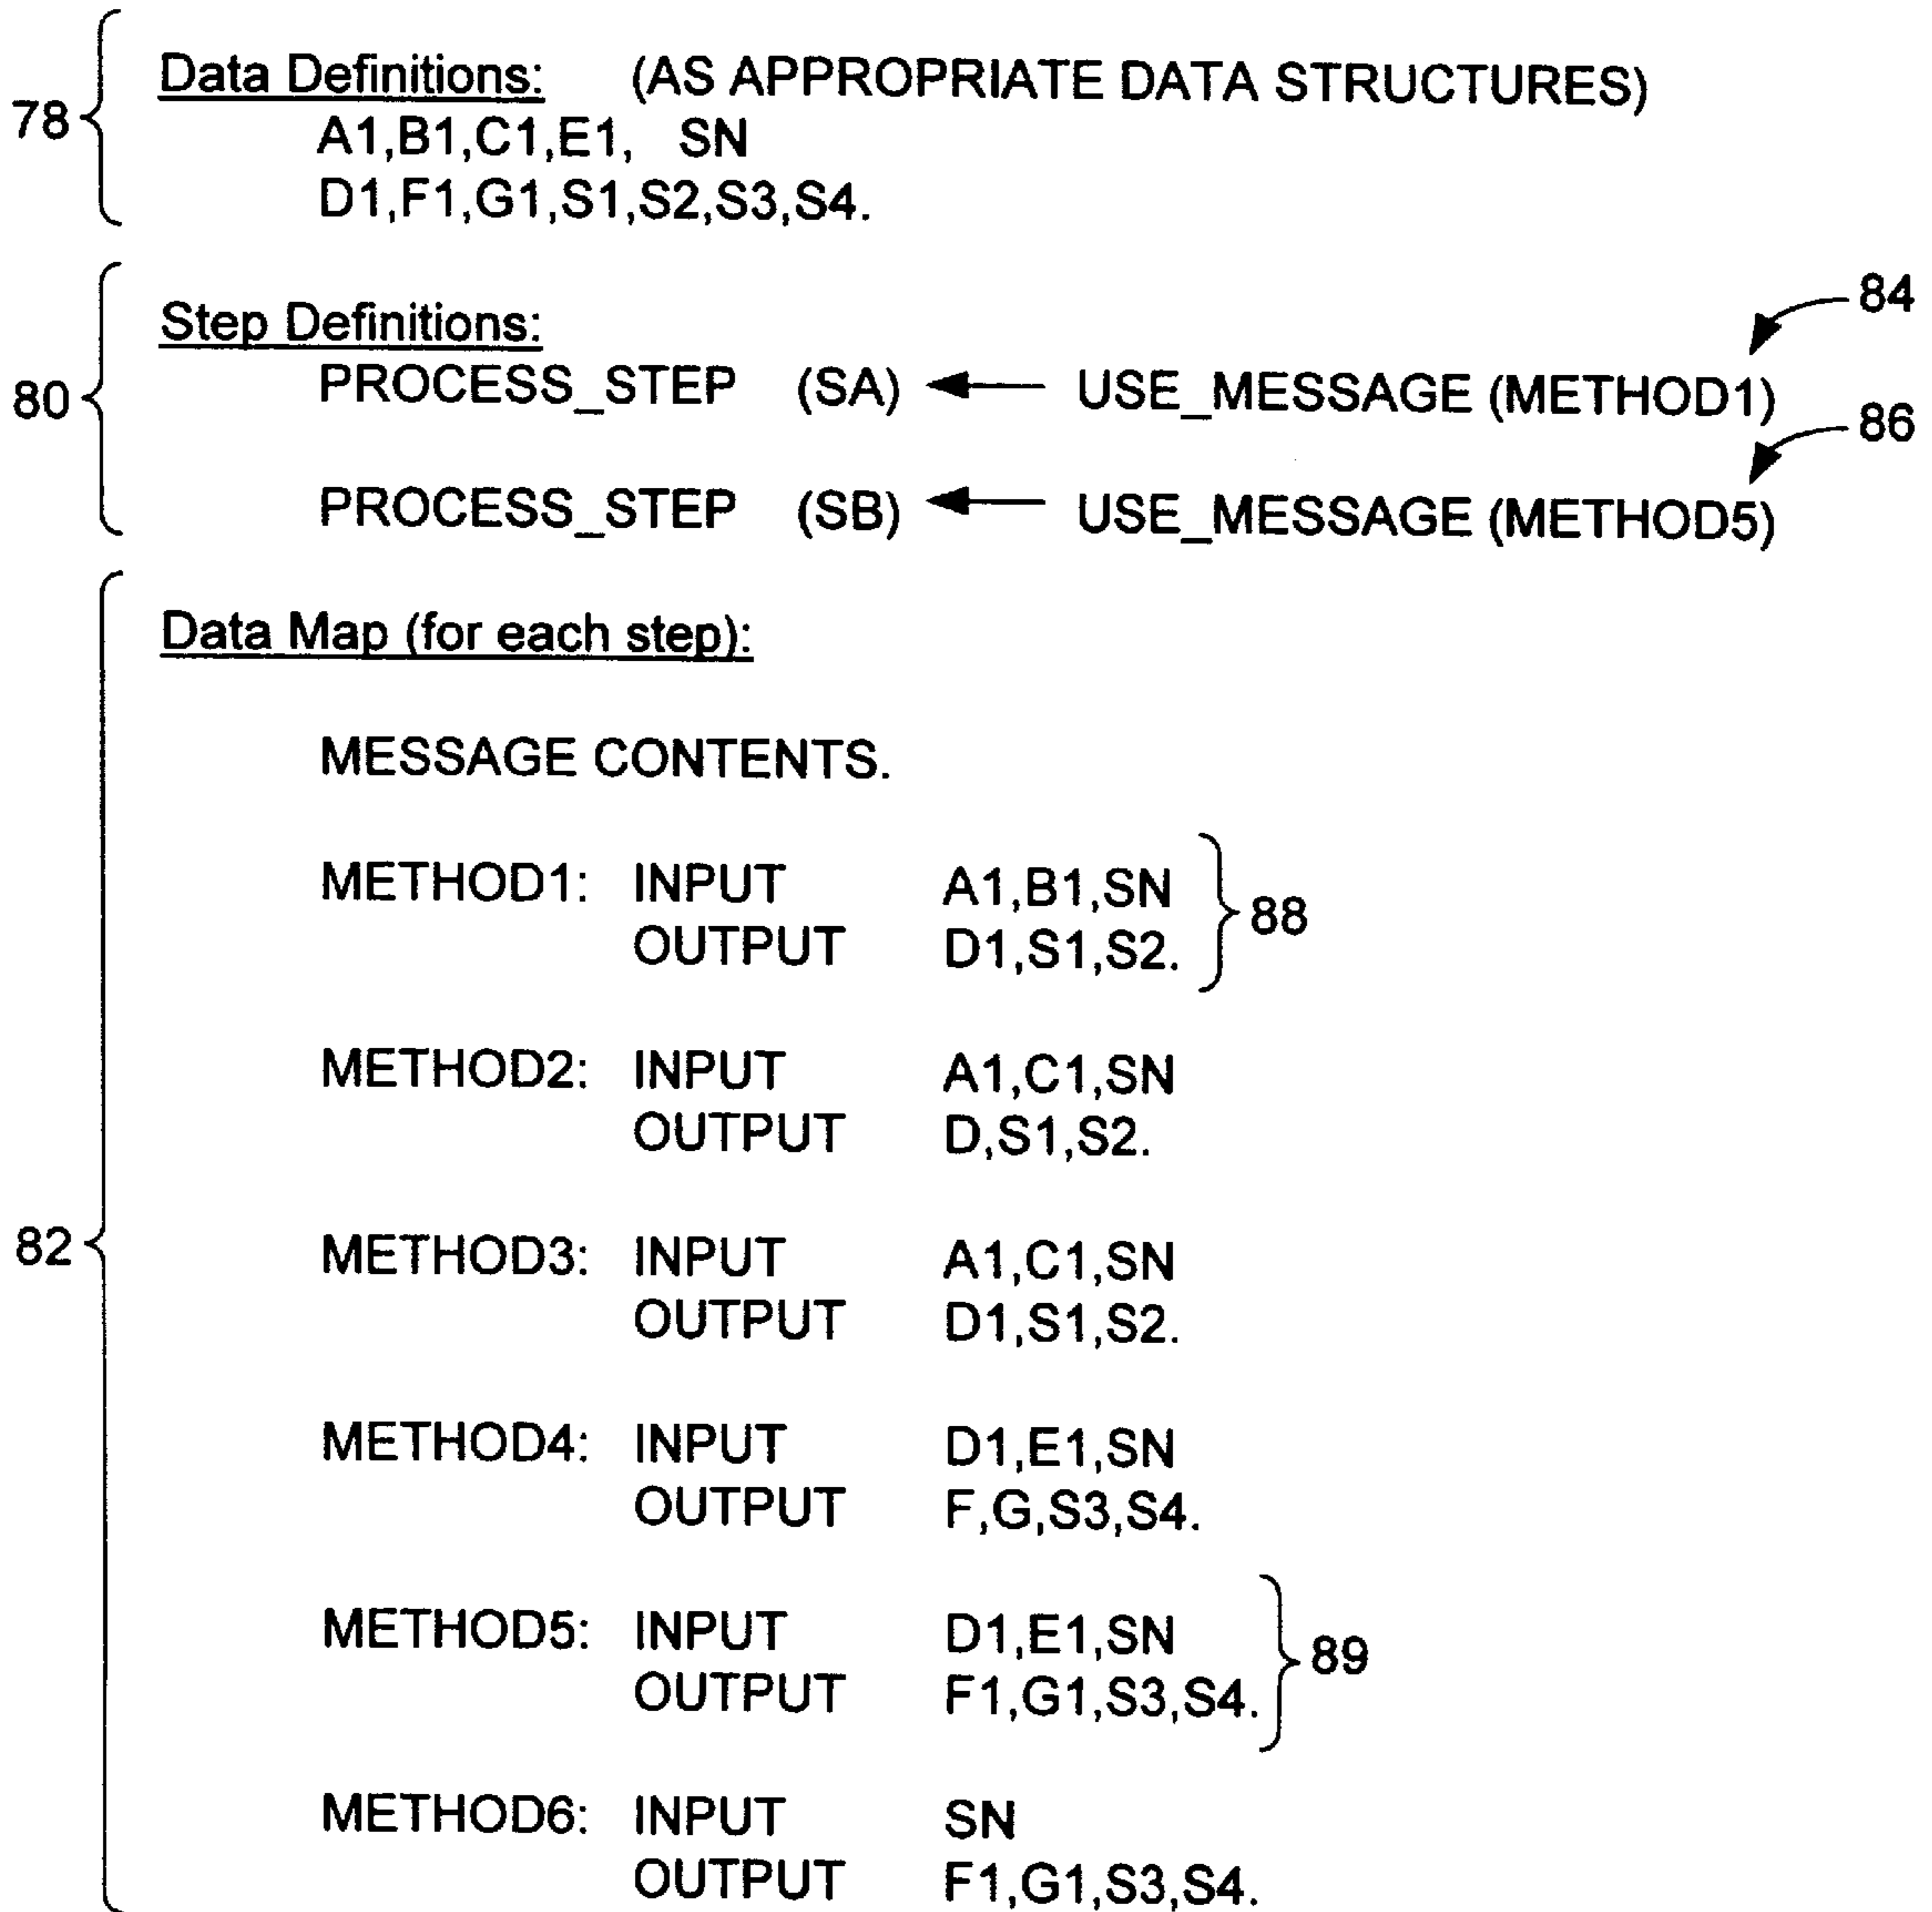 Data Definitions: (AS APPROPRIATE DATA STRUCTURES)
78
A1,B1,C1,E1, SN
D1,F1,G1,S1,S2,S3,S4.
84
Step Definitions:
80
PROCESS_STEP (SA) USE_MESSAGE (METHOD1)
86
PROCESS_STEP (SB) USE_MESSAGE (METHOD5)
Data Map (for each step):
MESSAGE CONTENTS.
METHOD1: INPUT A1,B1,SN
88
OUTPUT D1,S1,S2.
METHOD2: INPUT A1,C1,SN
OUTPUT D,S1,S2.
82
METHOD3: INPUT A1,C1,SN
OUTPUT D1,S1,S2.
METHOD4: INPUT D1,E1,SN
OUTPUT F,G,S3,S4.
METHOD5: INPUT D1,E1,SN
89
OUTPUT F1,G1,S3,S4.
METHOD6: INPUT SN
OUTPUT F1,G1,S3,S4.